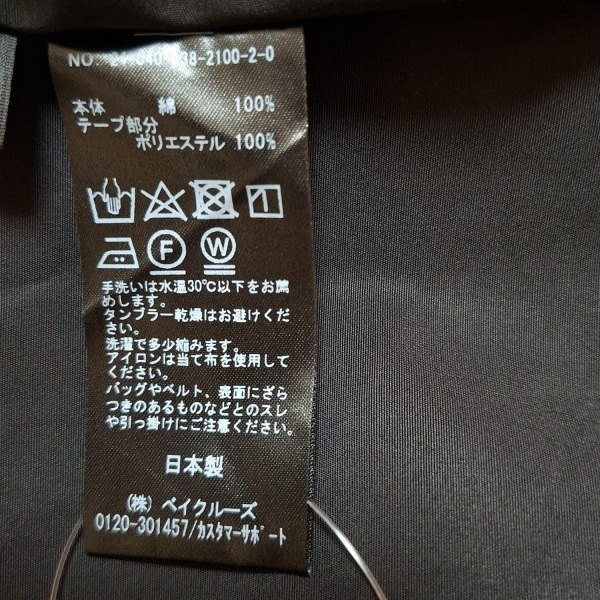 NO 38-2100-2-0
本体 綿 100%
テープ部分
ポリエステル 100%
F W
手洗いは水温30℃以下をお薦
めします。
タンブラー乾燥はお避けくだ
さい。
洗濯で多少縮みます。
アイロンは当て布を使用して
ください。
バッグやベルト、表面にざら
つきのあるものなどとのスレ
や引っ掛けにご注意ください。
日本製
(株) ベイクルーズ
0120-301457/カスタマーサポート